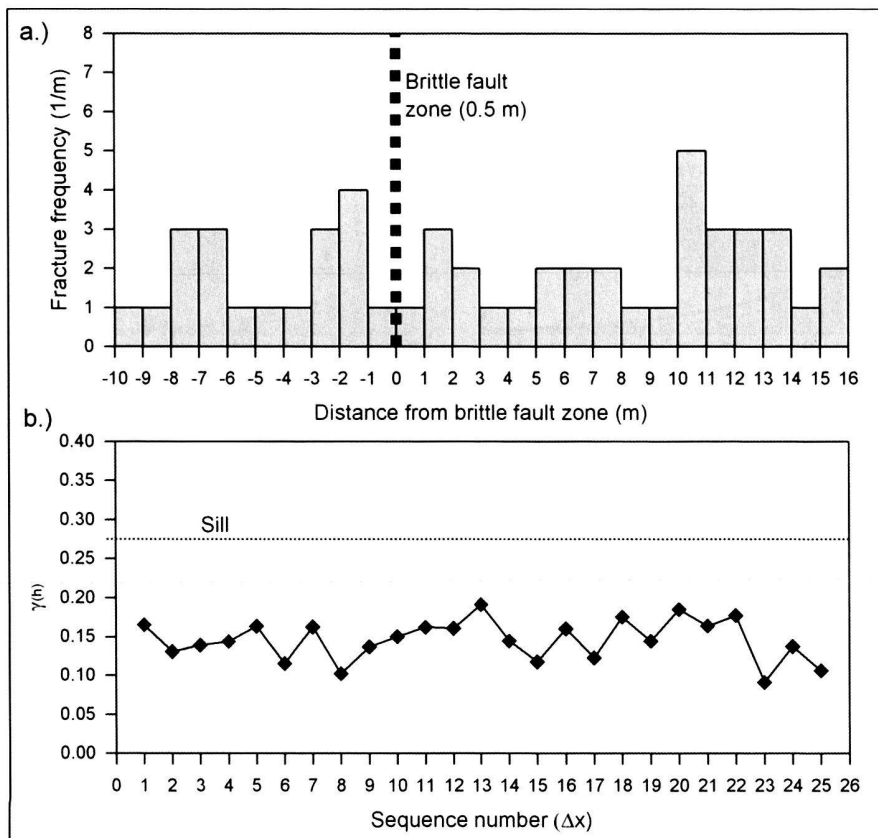 a.)
Fracture frequency (1/m)
8
7
6
5
4
3
2
1
0
Brittle fault
zone (0.5 m)
-10 -9 -8 -7 -6 -5 -4 -3 -2 -1 0 1 2 3 4 5 6 7 8 9 10 11 12 13 14 15 16
Distance from brittle fault zone (m)
b.)
γ(h)
0.40
0.35
0.30
0.25
0.20
0.15
0.10
0.05
0.00
Sill
0 1 2 3 4 5 6 7 8 9 10 11 12 13 14 15 16 17 18 19 20 21 22 23 24 25 26
Sequence number (Δx)